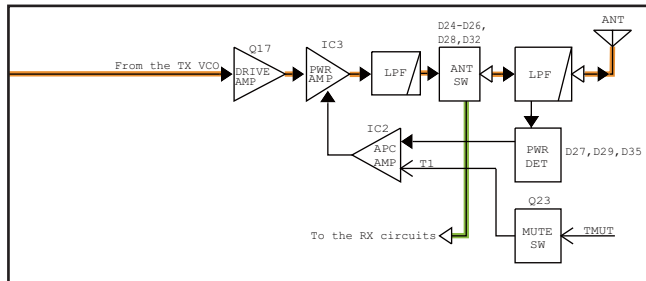 ANT
D24-D26,
D28,D32
Q17
IC3
From the TX VCO
DRIVE
AMP
PWR
AMP
LPF
ANT
SW
LPF
IC2
APC
AMP
T1
PWR
DET
D27,D29,D35
Q23
To the RX circuits
MUTE
SW
TMUT